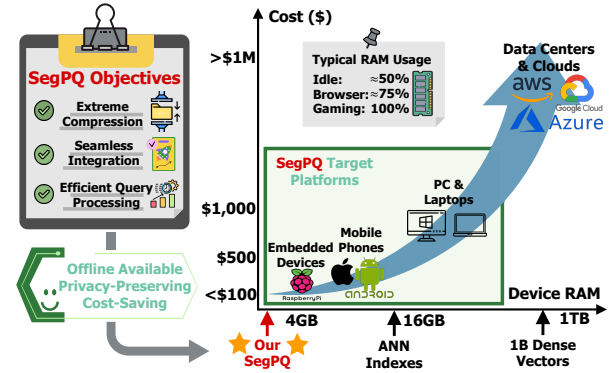 SegPQ Objectives
Extreme
Compression
Seamless
Integration
Efficient Query
Processing
Offline Available
Privacy-Preserving
Cost-Saving
Cost ($)
>$1M
$1,000
$500
<$100
Typical RAM Usage
Idle: ≈50%
Browser: ≈75%
Gaming: 100%
Data Centers
& Clouds
aws
Google Cloud
Azure
SegPQ Target
Platforms
PC &
Laptops
Mobile
Phones
Embedded
Devices
RaspberryPi
ANDROID
Device RAM
4GB
16GB
1TB
Our
SegPQ
ANN
Indexes
1B Dense
Vectors